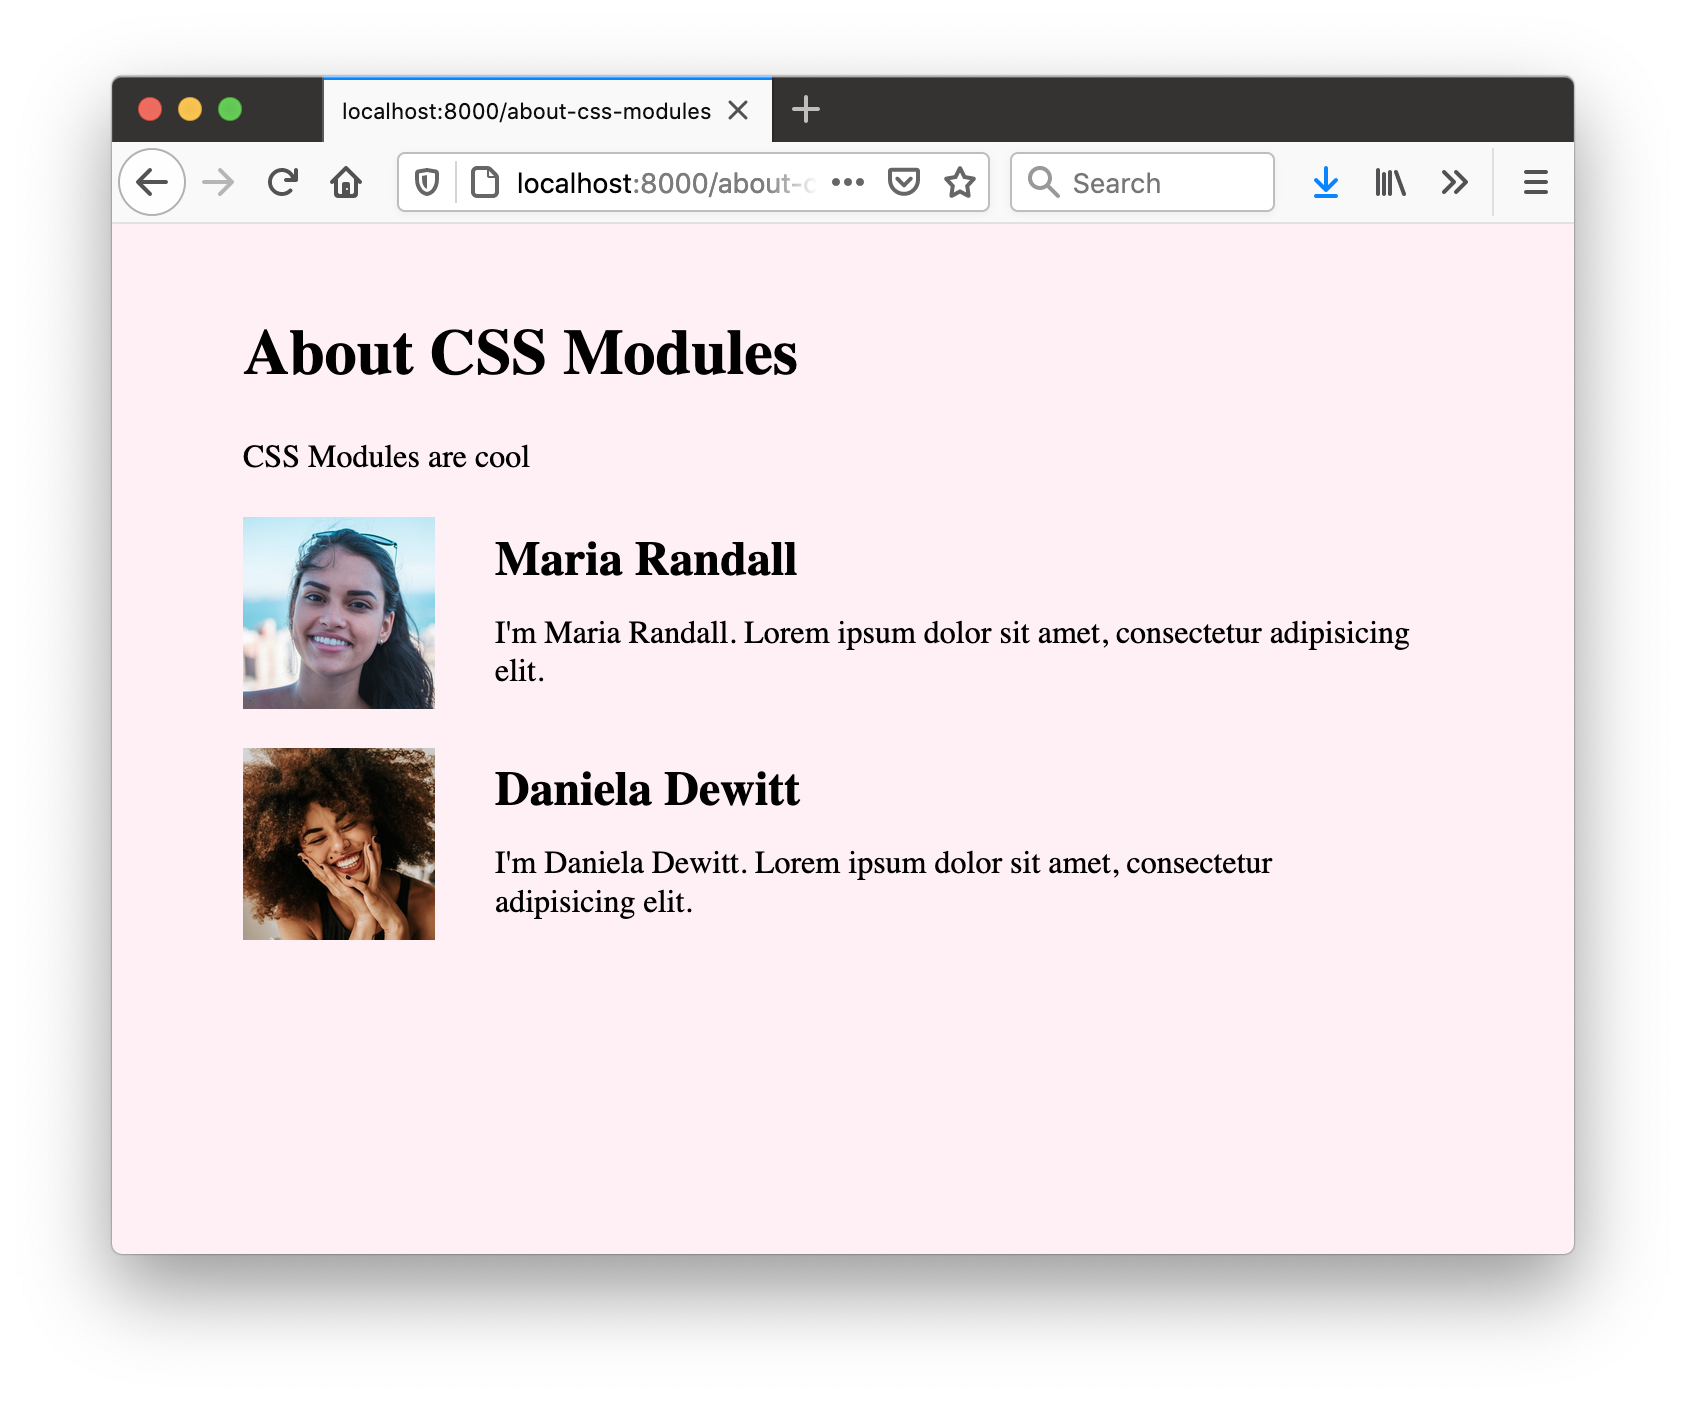 localhost:8000/about-css-modules
localhost:8000/about-c
Search
About CSS Modules
CSS Modules are cool
Maria Randall
I'm Maria Randall. Lorem ipsum dolor sit amet, consectetur adipisicing
elit.
Daniela Dewitt
I'm Daniela Dewitt. Lorem ipsum dolor sit amet, consectetur
adipisicing elit.